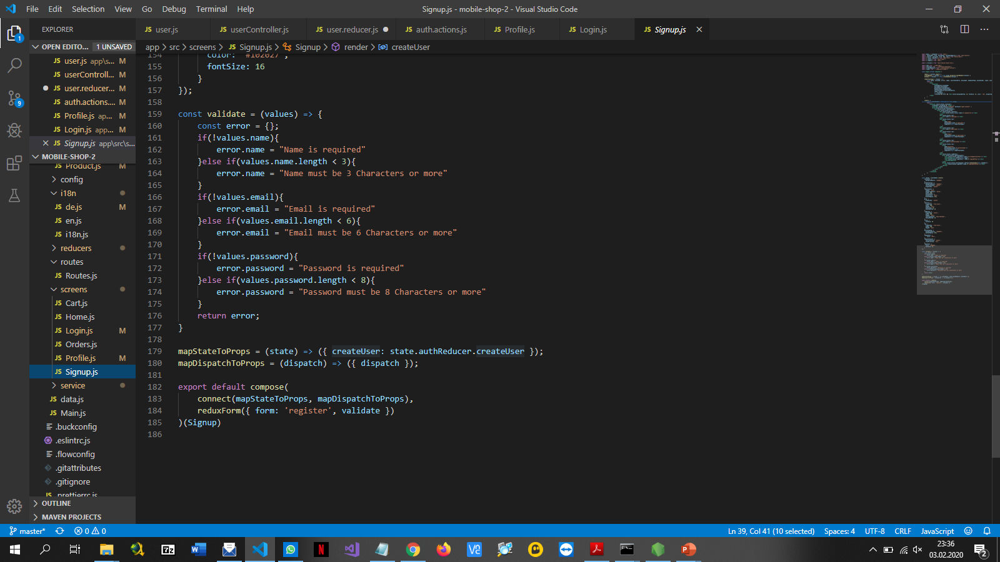 File Edit Selection View Go Debug Terminal Help
Signup.js - mobile-shop-2 - Visual Studio Code
EXPLORER
JS user.js JS userController.js JS user.reducer.js JS auth.actions.js JS Profile.js JS Login.js JS Signup.js
OPEN EDITO... 1 UNSAVED
app > src > screens > JS Signup.js > Signup > render > createUser
JS user.js app\s... M
JS userControll... M
JS user.reducer... M
JS auth.actions.... M
JS Profile.js app... M
JS Login.js app... M
JS Signup.js app\src\s...
MOBILE-SHOP-2
JS Product.js M
config
i18n
JS de.js M
JS en.js
JS i18n.js
reducers
routes
JS Routes.js
screens
JS Cart.js
JS Home.js
JS Login.js M
JS Orders.js
JS Profile.js M
JS Signup.js
service
JS data.js
JS Main.js
.buckconfig
.eslintrc.js
.flowconfig
.gitattributes
.gitignore
JS .prettierrc.js
OUTLINE
MAVEN PROJECTS
154 color: "#102027",
155 fontSize: 16
156 }
157 });
158
159 const validate = (values) => {
160 const error = {};
161 if(!values.name){
162 error.name = "Name is required"
163 }else if(values.name.length < 3){
164 error.name = "Name must be 3 Characters or more"
165 }
166 if(!values.email){
167 error.email = "Email is required"
168 }else if(values.email.length < 6){
169 error.email = "Email must be 6 Characters or more"
170 }
171 if(!values.password){
172 error.password = "Password is required"
173 }else if(values.password.length < 8){
174 error.password = "Password must be 8 Characters or more"
175 }
176 return error;
177 }
178
179 mapStateToProps = (state) => ({ createUser: state.authReducer.createUser });
180 mapDispatchToProps = (dispatch) => ({ dispatch });
181
182 export default compose(
183 connect(mapStateToProps, mapDispatchToProps),
184 reduxForm({ form: 'register', validate })
185 )(Signup)
186
master* 0 0
Ln 39, Col 41 (10 selected) Spaces: 4 UTF-8 CRLF JavaScript
23:36
03.02.2020
2